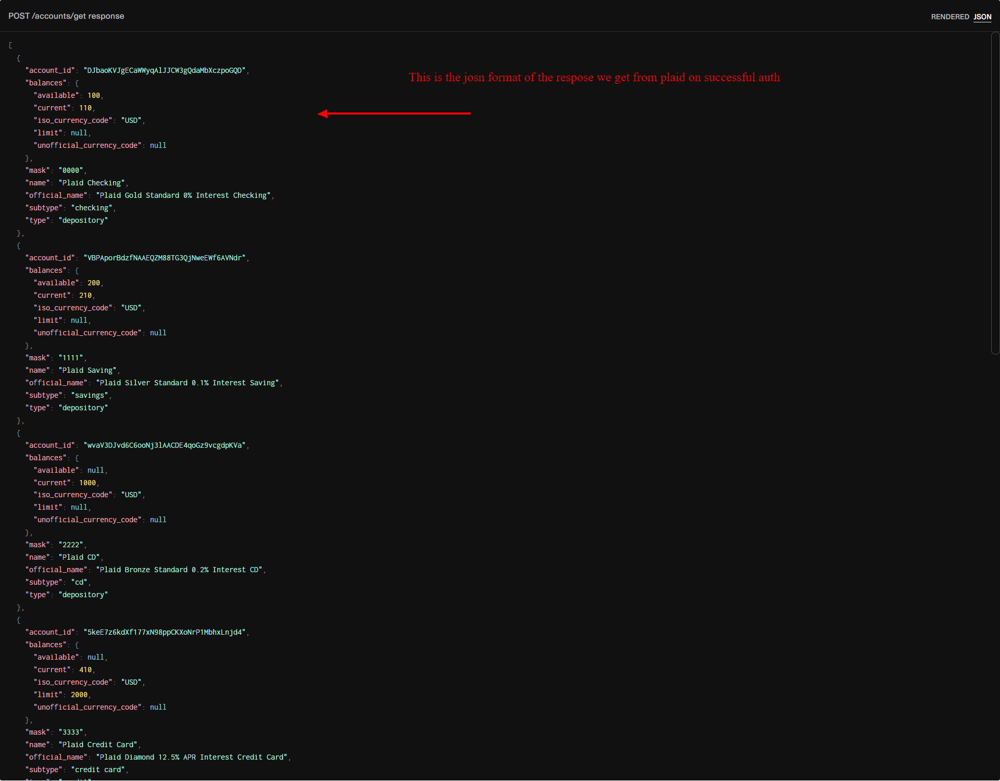 POST /accounts/get response
RENDERED JSON
[
{
"account_id": "DJbaoKVJgECaWWyqAlJJCW3gQdaMbXczpoGQD",
This is the josn format of the respose we get from plaid on successful auth
"balances": {
"available": 100,
"current": 110,
"iso_currency_code": "USD",
"limit": null,
"unofficial_currency_code": null
},
"mask": "0000",
"name": "Plaid Checking",
"official_name": "Plaid Gold Standard 0% Interest Checking",
"subtype": "checking",
"type": "depository"
},
{
"account_id": "VBPAporBdzfNAAEQZM88TG3QjNweEWf6AVNdr",
"balances": {
"available": 200,
"current": 210,
"iso_currency_code": "USD",
"limit": null,
"unofficial_currency_code": null
},
"mask": "1111",
"name": "Plaid Saving",
"official_name": "Plaid Silver Standard 0.1% Interest Saving",
"subtype": "savings",
"type": "depository"
},
{
"account_id": "wvaV3DJvd6C6ooNj3lAACDE4qoGz9vcgdpKVa",
"balances": {
"available": null,
"current": 1000,
"iso_currency_code": "USD",
"limit": null,
"unofficial_currency_code": null
},
"mask": "2222",
"name": "Plaid CD",
"official_name": "Plaid Bronze Standard 0.2% Interest CD",
"subtype": "cd",
"type": "depository"
},
{
"account_id": "5keE7z6kdXf177xN98ppCKXoNrP1MbhxLnjd4",
"balances": {
"available": null,
"current": 410,
"iso_currency_code": "USD",
"limit": 2000,
"unofficial_currency_code": null
},
"mask": "3333",
"name": "Plaid Credit Card",
"official_name": "Plaid Diamond 12.5% APR Interest Credit Card",
"subtype": "credit card",